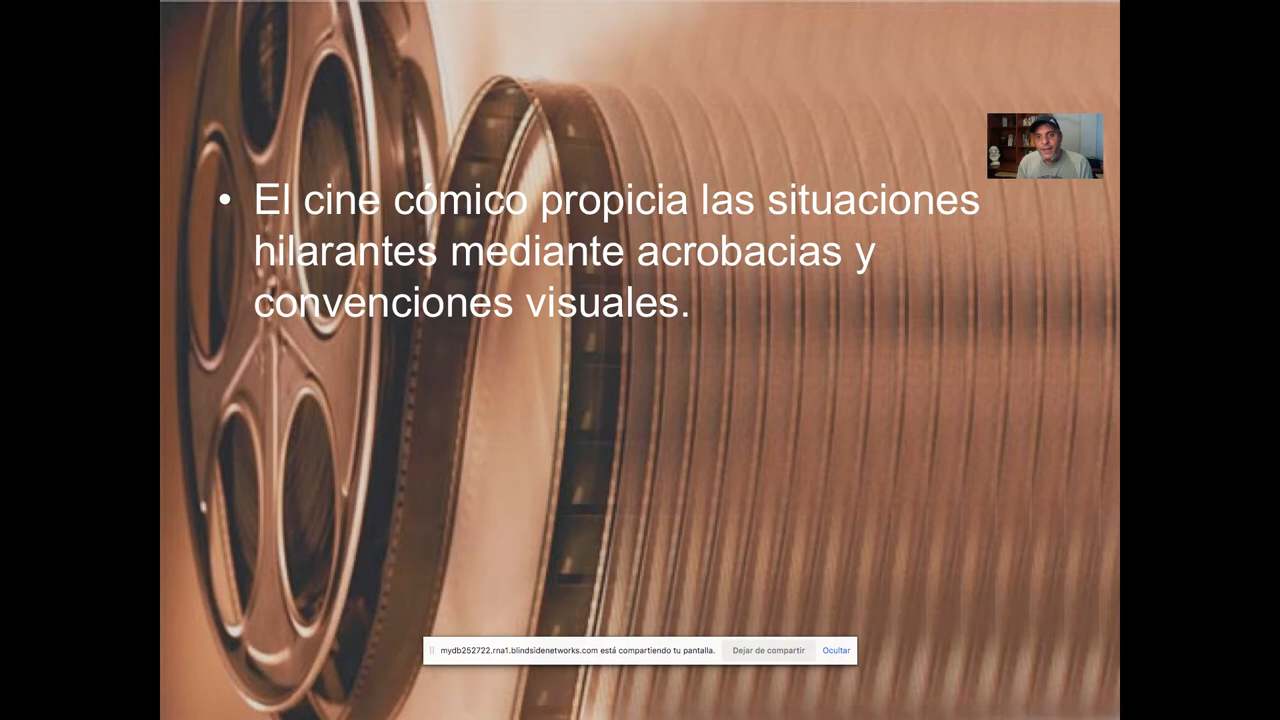 • El cine cómico propicia las situaciones
hilarantes mediante acrobacias y
convenciones visuales.
mydb252722.rna1.blindsidenetworks.com está compartiendo tu pantalla. Dejar de compartir Ocultar